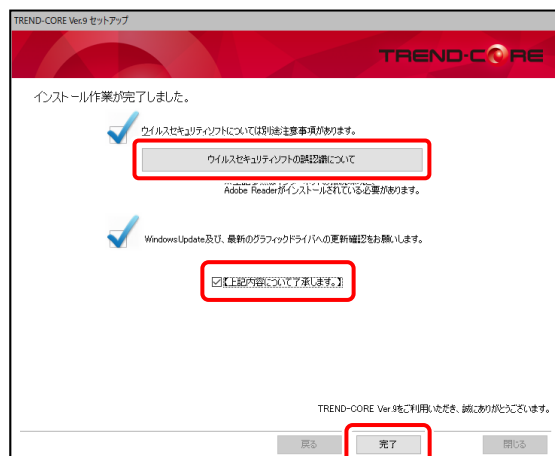 TREND-CORE Ver.9 セットアップ
TREND-CORE
インストール作業が完了しました。
ウイルスセキュリティソフトについては別途注意事項があります。
ウイルスセキュリティソフトの誤認識について
Adobe Readerがインストールされている必要があります。
WindowsUpdate及び、最新のグラフィックドライバへの更新確認をお願いします。
【上記内容について了承します。】
TREND-CORE Ver.9をご利用いただき、誠にありがとうございます。
戻る
完了
閉じる